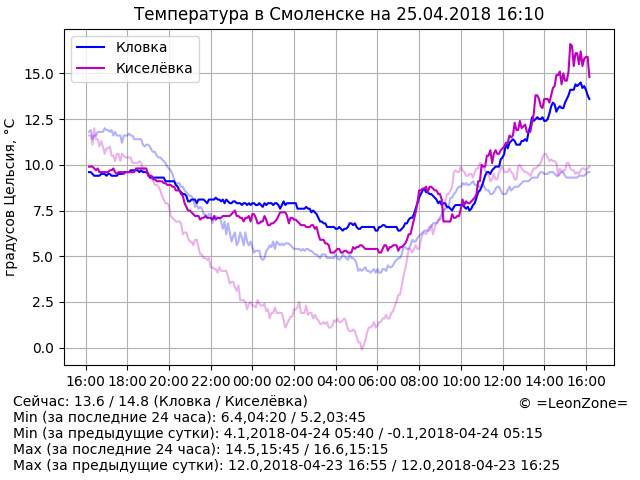 Температура в Смоленске на 25.04.2018 16:10
Кловка
Киселёвка
градусов Цельсия, °C
15.0
12.5
10.0
7.5
5.0
2.5
0.0
16:00 18:00 20:00 22:00 00:00 02:00 04:00 06:00 08:00 10:00 12:00 14:00 16:00
Сейчас: 13.6 / 14.8 (Кловка / Киселёвка)
© =LeonZone=
Min (за последние 24 часа): 6.4,04:20 / 5.2,03:45
Min (за предыдущие сутки): 4.1,2018-04-24 05:40 / -0.1,2018-04-24 05:15
Max (за последние 24 часа): 14.5,15:45 / 16.6,15:15
Max (за предыдущие сутки): 12.0,2018-04-23 16:55 / 12.0,2018-04-23 16:25